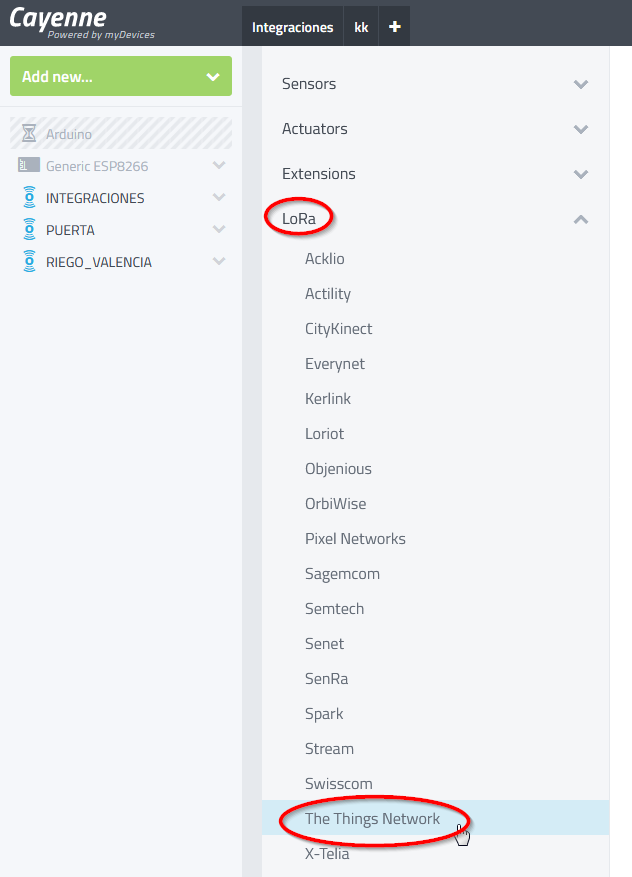 Cayenne
Powered by myDevices
Integraciones
kk
+
Add new...
Arduino
Generic ESP8266
INTEGRACIONES
PUERTA
RIEGO_VALENCIA
Sensors
Actuators
Extensions
LoRa
Acklio
Actility
CityKinect
Everynet
Kerlink
Loriot
Objenious
OrbiWise
Pixel Networks
Sagemcom
Semtech
Senet
SenRa
Spark
Stream
Swisscom
The Things Network
X-Telia